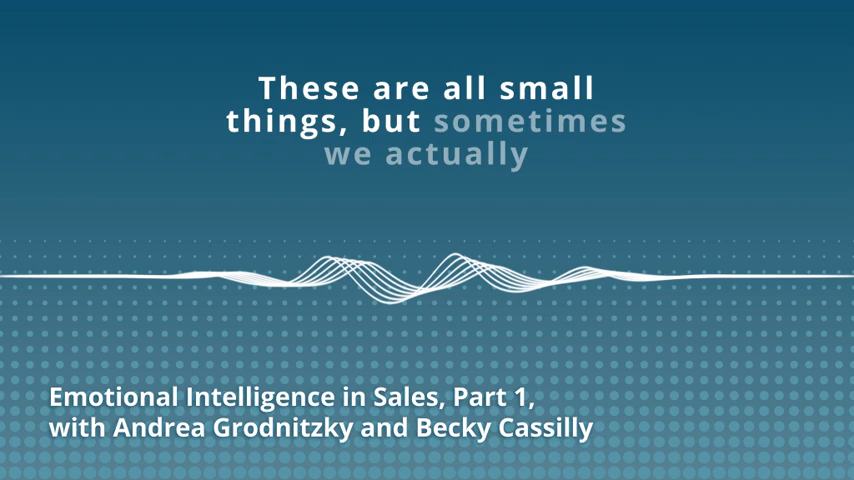 These are all small
things, but sometimes
we actually
Emotional Intelligence in Sales, Part 1,
with Andrea Grodnitzky and Becky Cassilly